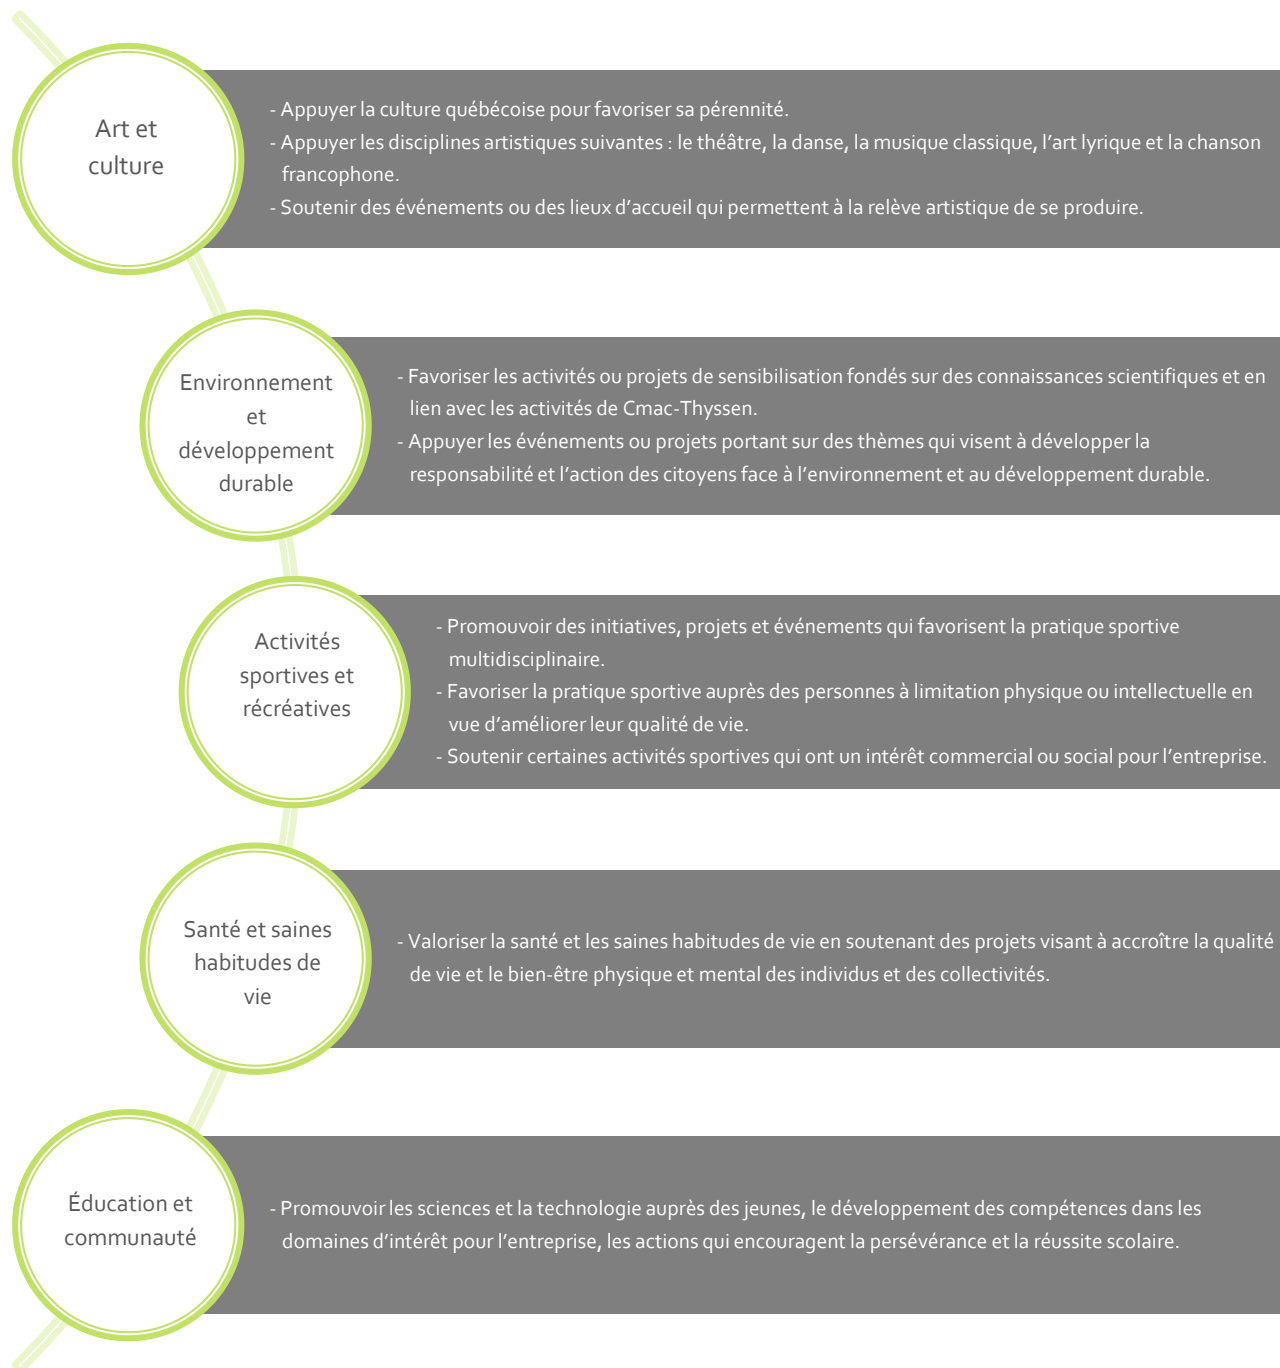 Art et
culture
- Appuyer la culture québécoise pour favoriser sa pérennité.
- Appuyer les disciplines artistiques suivantes : le théâtre, la danse, la musique classique, l’art lyrique et la chanson
francophone.
- Soutenir des événements ou des lieux d’accueil qui permettent à la relève artistique de se produire.
Environnement
et
développement
durable
- Favoriser les activités ou projets de sensibilisation fondés sur des connaissances scientifiques et en
lien avec les activités de Cmac-Thyssen.
- Appuyer les événements ou projets portant sur des thèmes qui visent à développer la
responsabilité et l’action des citoyens face à l’environnement et au développement durable.
Activités
sportives et
récréatives
- Promouvoir des initiatives, projets et événements qui favorisent la pratique sportive
multidisciplinaire.
- Favoriser la pratique sportive auprès des personnes à limitation physique ou intellectuelle en
vue d’améliorer leur qualité de vie.
- Soutenir certaines activités sportives qui ont un intérêt commercial ou social pour l’entreprise.
Santé et saines
habitudes de
vie
- Valoriser la santé et les saines habitudes de vie en soutenant des projets visant à accroître la qualité
de vie et le bien-être physique et mental des individus et des collectivités.
Éducation et
communauté
- Promouvoir les sciences et la technologie auprès des jeunes, le développement des compétences dans les
domaines d’intérêt pour l’entreprise, les actions qui encouragent la persévérance et la réussite scolaire.